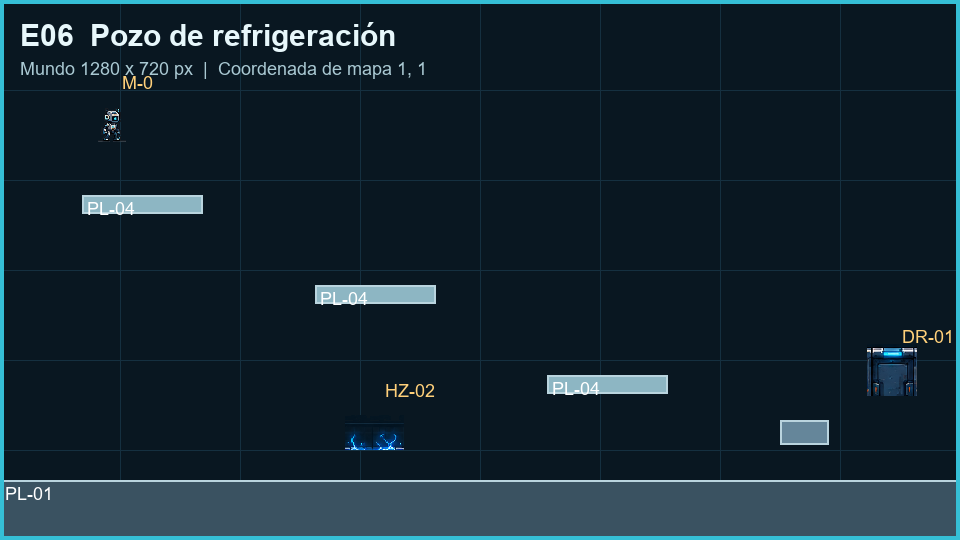 E06 Pozo de refrigeración
Mundo 1280 x 720 px | Coordenada de mapa 1, 1
M-0
PL-04
PL-04
DR-01
PL-04
HZ-02
PL-01